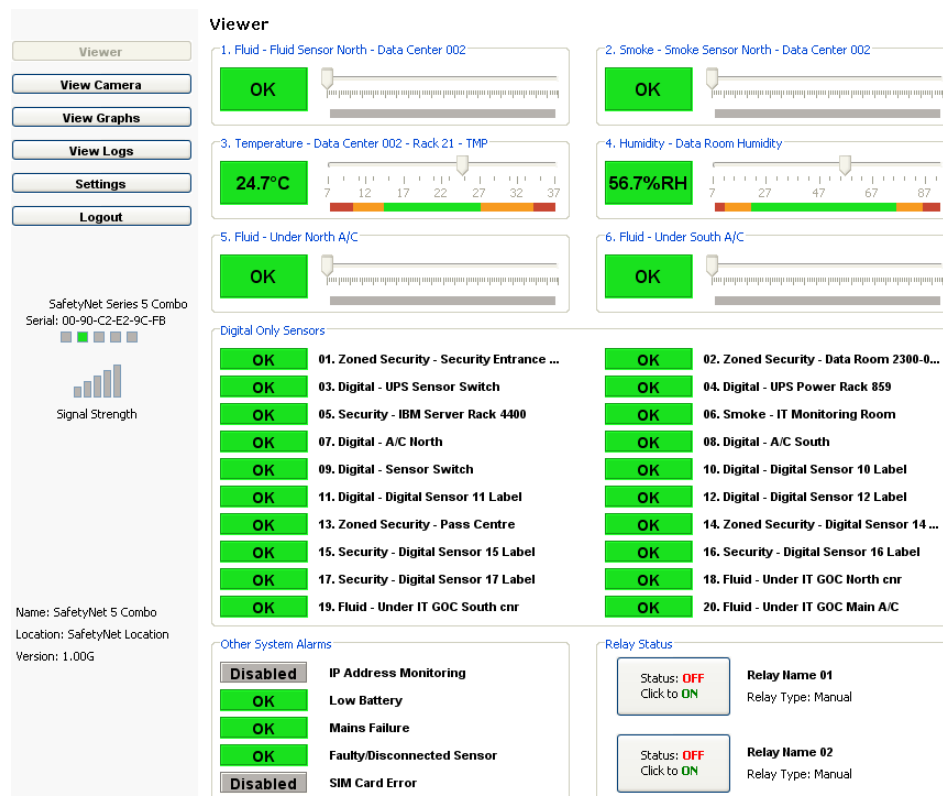 Viewer
Viewer
View Camera
View Graphs
View Logs
Settings
Logout
SafetyNet Series 5 Combo
Serial: 00-90-C2-E2-9C-FB
Signal Strength
Name: SafetyNet 5 Combo
Location: SafetyNet Location
Version: 1.00G
1. Fluid - Fluid Sensor North - Data Center 002
OK
2. Smoke - Smoke Sensor North - Data Center 002
OK
3. Temperature - Data Center 002 - Rack 21 - TMP
24.7°C
7 12 17 22 27 32 37
4. Humidity - Data Room Humidity
56.7%RH
7 27 47 67 87
5. Fluid - Under North A/C
OK
6. Fluid - Under South A/C
OK
Digital Only Sensors
OK 01. Zoned Security - Security Entrance ...
OK 02. Zoned Security - Data Room 2300-0...
OK 03. Digital - UPS Sensor Switch
OK 04. Digital - UPS Power Rack 859
OK 05. Security - IBM Server Rack 4400
OK 06. Smoke - IT Monitoring Room
OK 07. Digital - A/C North
OK 08. Digital - A/C South
OK 09. Digital - Sensor Switch
OK 10. Digital - Digital Sensor 10 Label
OK 11. Digital - Digital Sensor 11 Label
OK 12. Digital - Digital Sensor 12 Label
OK 13. Zoned Security - Pass Centre
OK 14. Zoned Security - Digital Sensor 14 ...
OK 15. Security - Digital Sensor 15 Label
OK 16. Security - Digital Sensor 16 Label
OK 17. Security - Digital Sensor 17 Label
OK 18. Fluid - Under IT GOC North cnr
OK 19. Fluid - Under IT GOC South cnr
OK 20. Fluid - Under IT GOC Main A/C
Other System Alarms
Disabled IP Address Monitoring
OK Low Battery
OK Mains Failure
OK Faulty/Disconnected Sensor
Disabled SIM Card Error
Relay Status
Status: OFF
Click to ON
Relay Name 01
Relay Type: Manual
Status: OFF
Click to ON
Relay Name 02
Relay Type: Manual